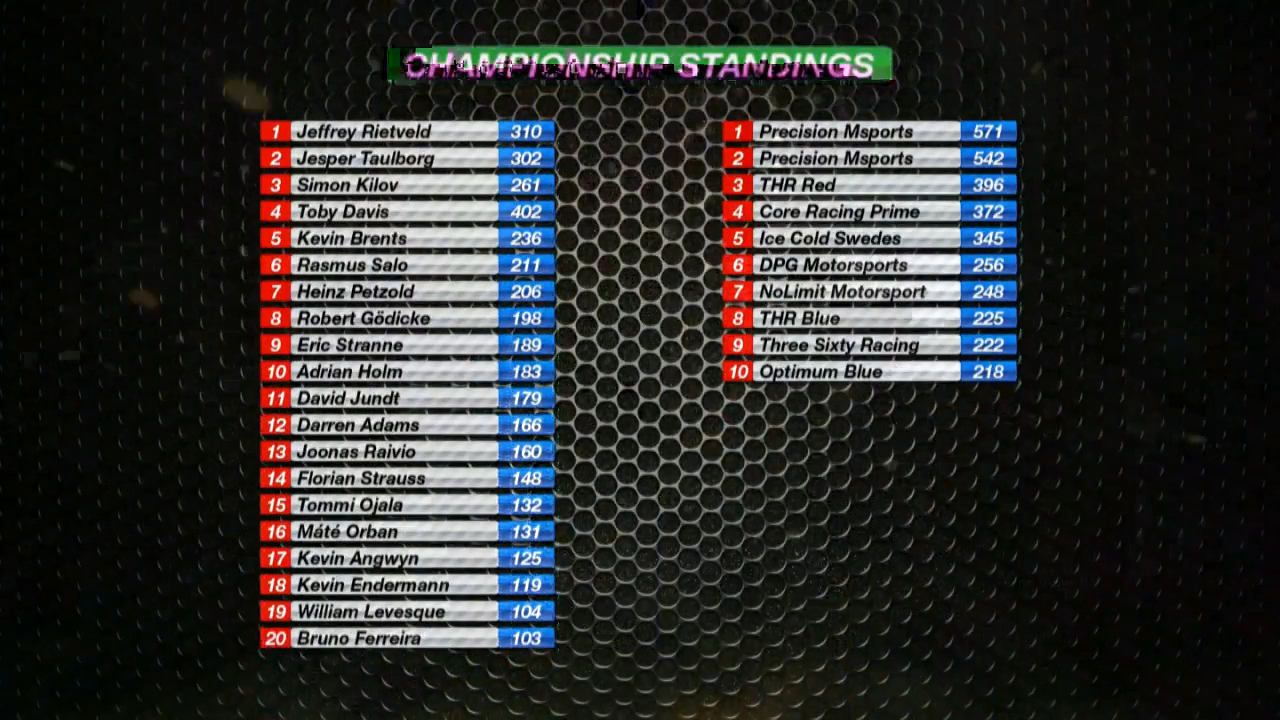 CHAMPIONSHIP STANDINGS
1 Jeffrey Rietveld 310
2 Jesper Taulborg 302
3 Simon Kilov 261
4 Toby Davis 402
5 Kevin Brents 236
6 Rasmus Salo 211
7 Heinz Petzold 206
8 Robert Gödicke 198
9 Eric Stranne 189
10 Adrian Holm 183
11 David Jundt 179
12 Darren Adams 166
13 Joonas Raivio 160
14 Florian Strauss 148
15 Tommi Ojala 132
16 Máté Orban 131
17 Kevin Angwyn 125
18 Kevin Endermann 119
19 William Levesque 104
20 Bruno Ferreira 103
1 Precision Msports 571
2 Precision Msports 542
3 THR Red 396
4 Core Racing Prime 372
5 Ice Cold Swedes 345
6 DPG Motorsports 256
7 NoLimit Motorsport 248
8 THR Blue 225
9 Three Sixty Racing 222
10 Optimum Blue 218